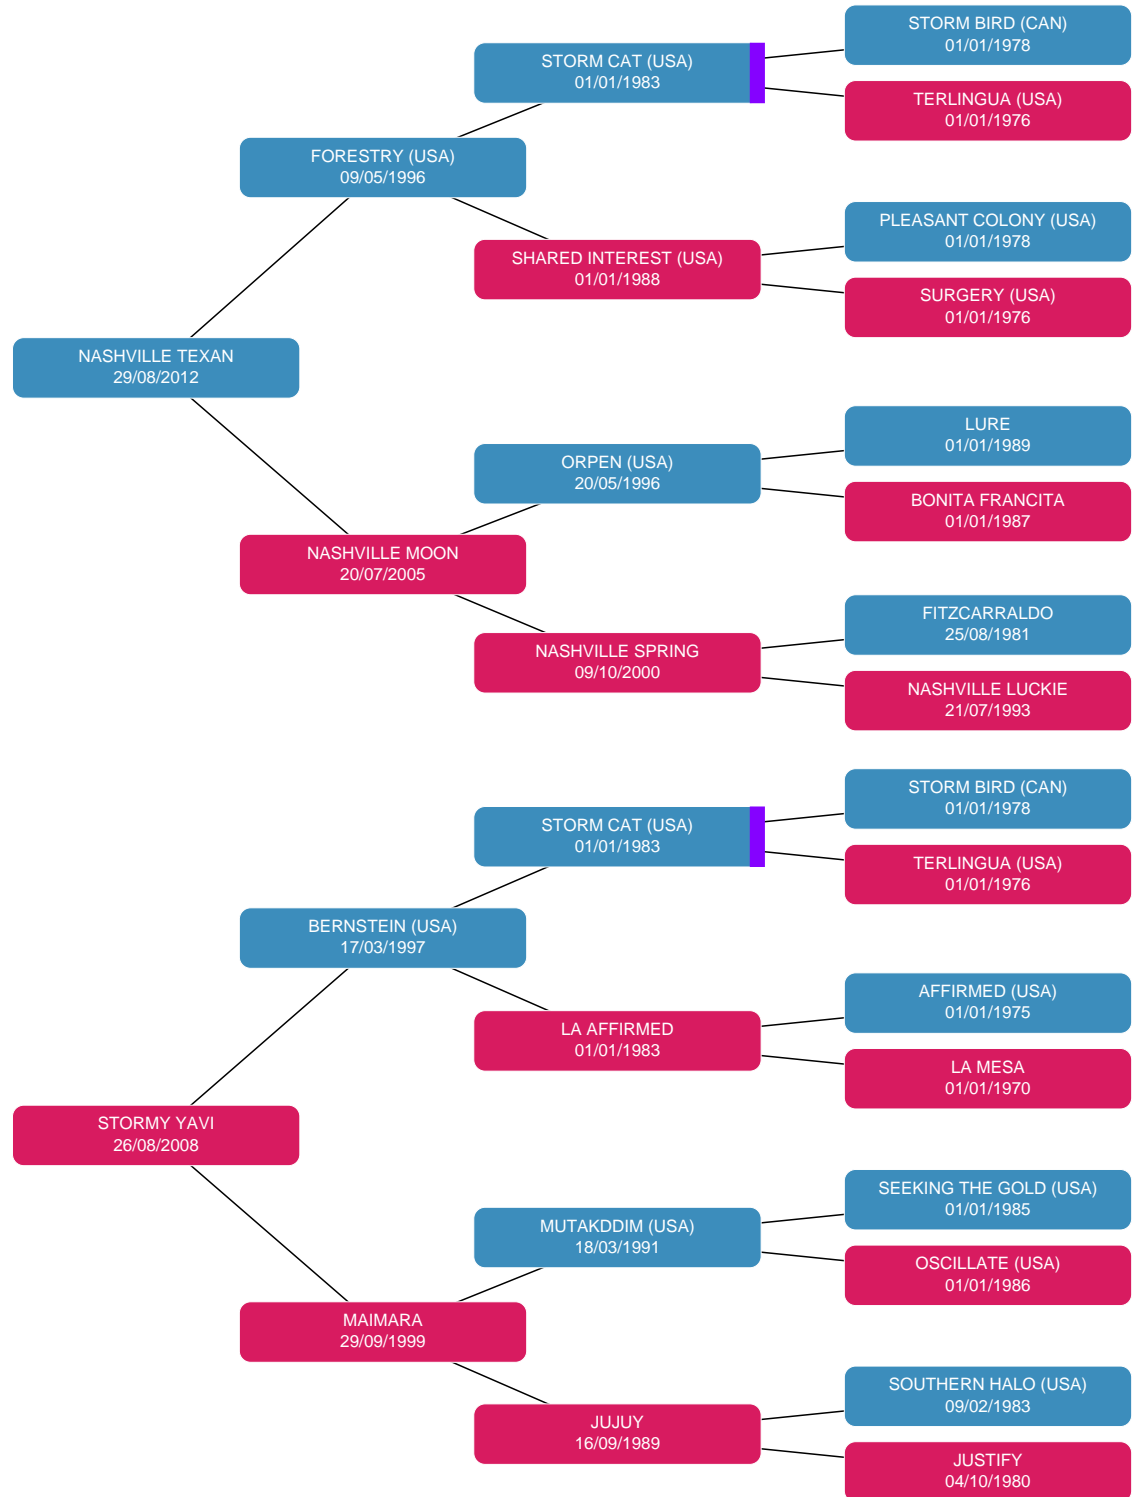 STORM BIRD (CAN)
01/01/1978
STORM CAT (USA)
01/01/1983
TERLINGUA (USA)
01/01/1976
FORESTRY (USA)
09/05/1996
PLEASANT COLONY (USA)
01/01/1978
SHARED INTEREST (USA)
01/01/1988
SURGERY (USA)
01/01/1976
NASHVILLE TEXAN
29/08/2012
LURE
01/01/1989
ORPEN (USA)
20/05/1996
BONITA FRANCITA
01/01/1987
NASHVILLE MOON
20/07/2005
FITZCARRALDO
25/08/1981
NASHVILLE SPRING
09/10/2000
NASHVILLE LUCKIE
21/07/1993
STORM BIRD (CAN)
01/01/1978
STORM CAT (USA)
01/01/1983
TERLINGUA (USA)
01/01/1976
BERNSTEIN (USA)
17/03/1997
AFFIRMED (USA)
01/01/1975
LA AFFIRMED
01/01/1983
LA MESA
01/01/1970
STORMY YAVI
26/08/2008
SEEKING THE GOLD (USA)
01/01/1985
MUTAKDDIM (USA)
18/03/1991
OSCILLATE (USA)
01/01/1986
MAIMARA
29/09/1999
SOUTHERN HALO (USA)
09/02/1983
JUJUY
16/09/1989
JUSTIFY
04/10/1980